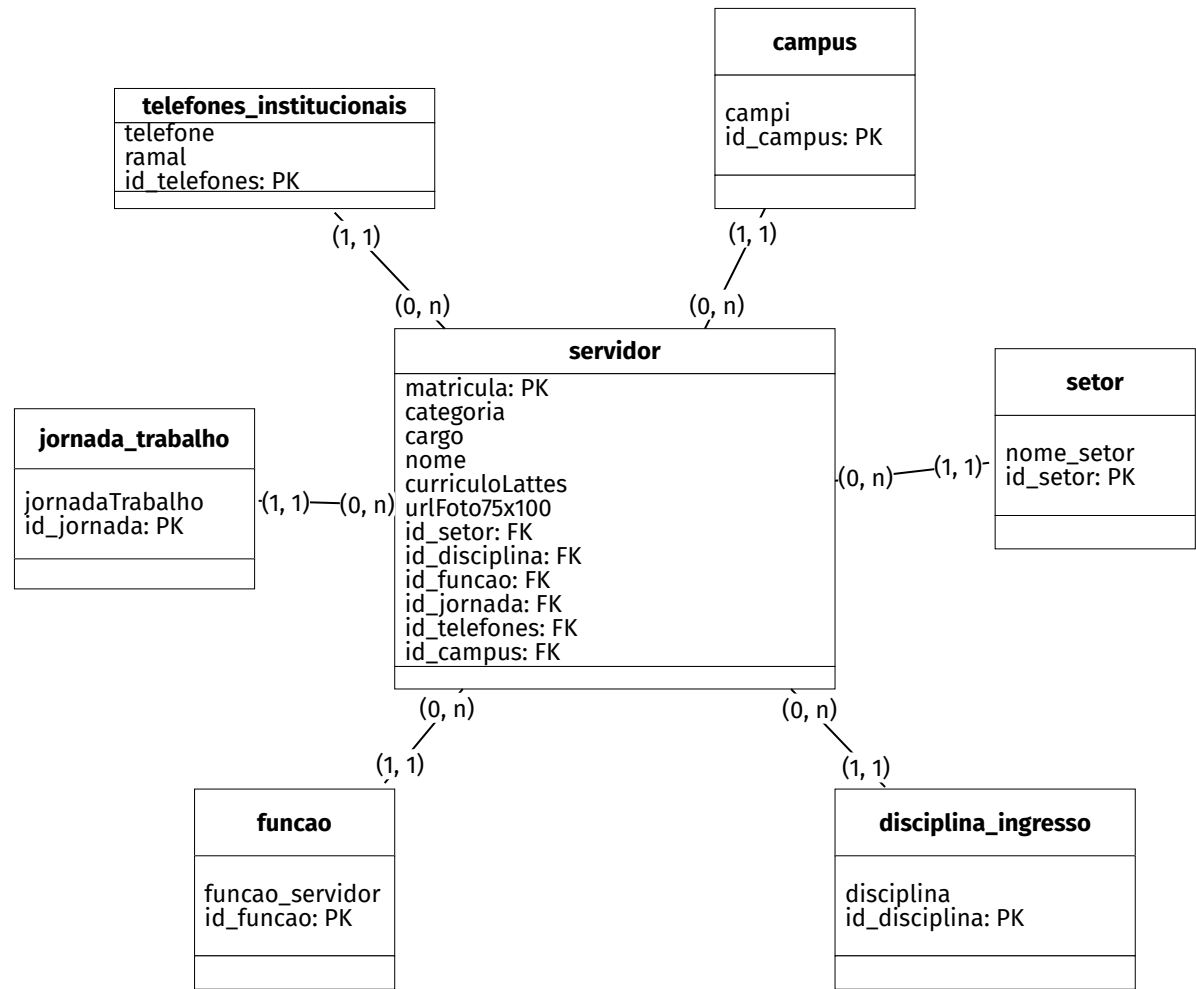 campus
campi
id_campus: PK
telefones_institucionais
telefone
ramal
id_telefones: PK
(1, 1)
(1, 1)
(0, n)
(0, n)
servidor
matricula: PK
categoria
cargo
nome
curriculoLattes
urlFoto75x100
id_setor: FK
id_disciplina: FK
id_funcao: FK
id_jornada: FK
id_telefones: FK
id_campus: FK
setor
nome_setor
id_setor: PK
(0, n)
(1, 1)
jornada_trabalho
jornadaTrabalho
id_jornada: PK
(1, 1)
(0, n)
(0, n)
(0, n)
(1, 1)
(1, 1)
funcao
funcao_servidor
id_funcao: PK
disciplina_ingresso
disciplina
id_disciplina: PK